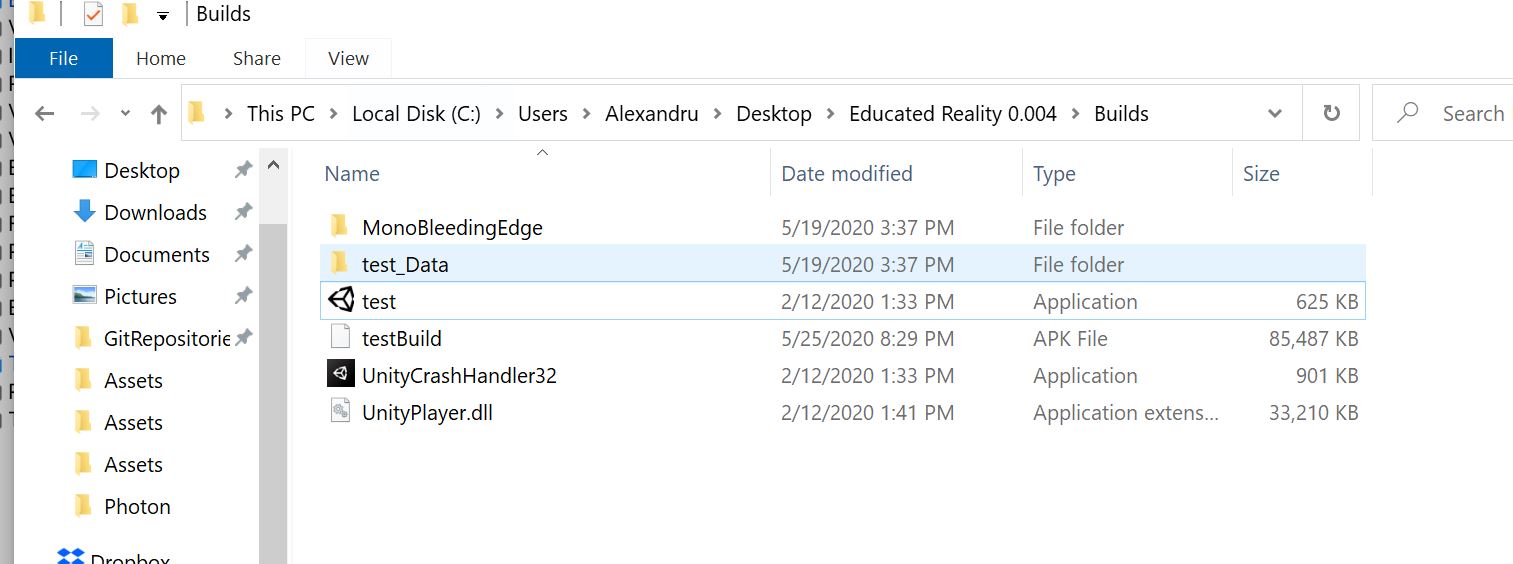 Builds
File Home Share View
This PC Local Disk (C:) Users Alexandru Desktop Educated Reality 0.004 Builds Search
Desktop
Downloads
Documents
Pictures
GitRepositorie
Assets
Assets
Assets
Photon
Dropbox
Name Date modified Type Size
MonoBleedingEdge 5/19/2020 3:37 PM File folder
test_Data 5/19/2020 3:37 PM File folder
test 2/12/2020 1:33 PM Application 625 KB
testBuild 5/25/2020 8:29 PM APK File 85,487 KB
UnityCrashHandler32 2/12/2020 1:33 PM Application 901 KB
UnityPlayer.dll 2/12/2020 1:41 PM Application extens... 33,210 KB